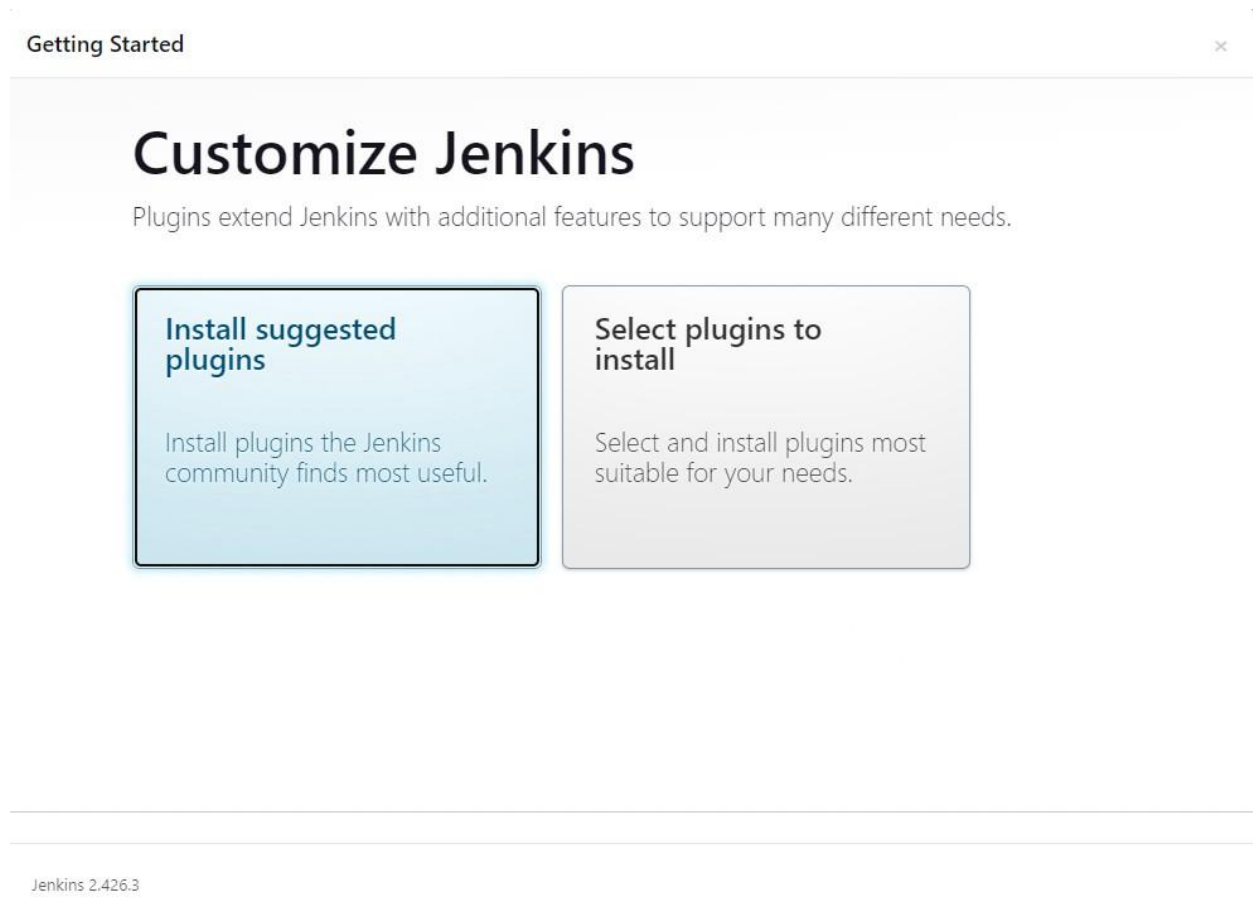 Getting Started
×
Customize Jenkins
Plugins extend Jenkins with additional features to support many different needs.
Install suggested
plugins
Install plugins the Jenkins
community finds most useful.
Select plugins to
install
Select and install plugins most
suitable for your needs.
Jenkins 2.426.3